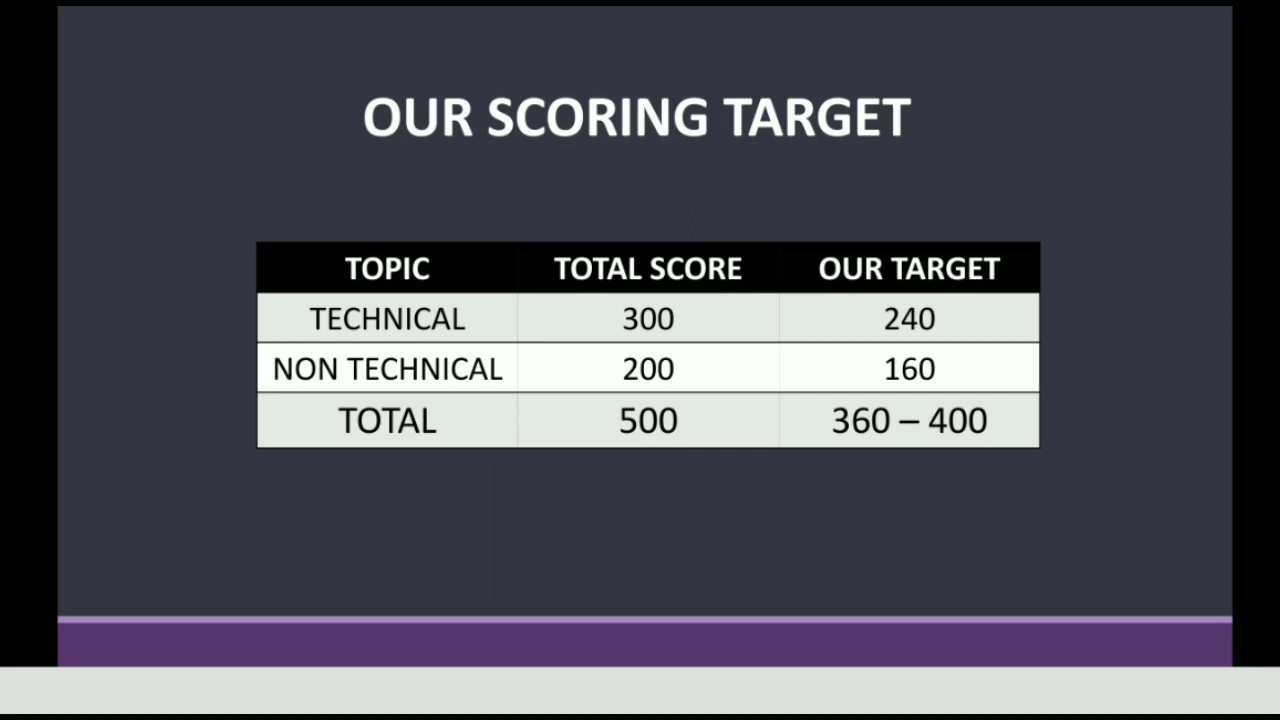 OUR SCORING TARGET
TOPIC TOTAL SCORE OUR TARGET
TECHNICAL 300 240
NON TECHNICAL 200 160
TOTAL 500 360 – 400